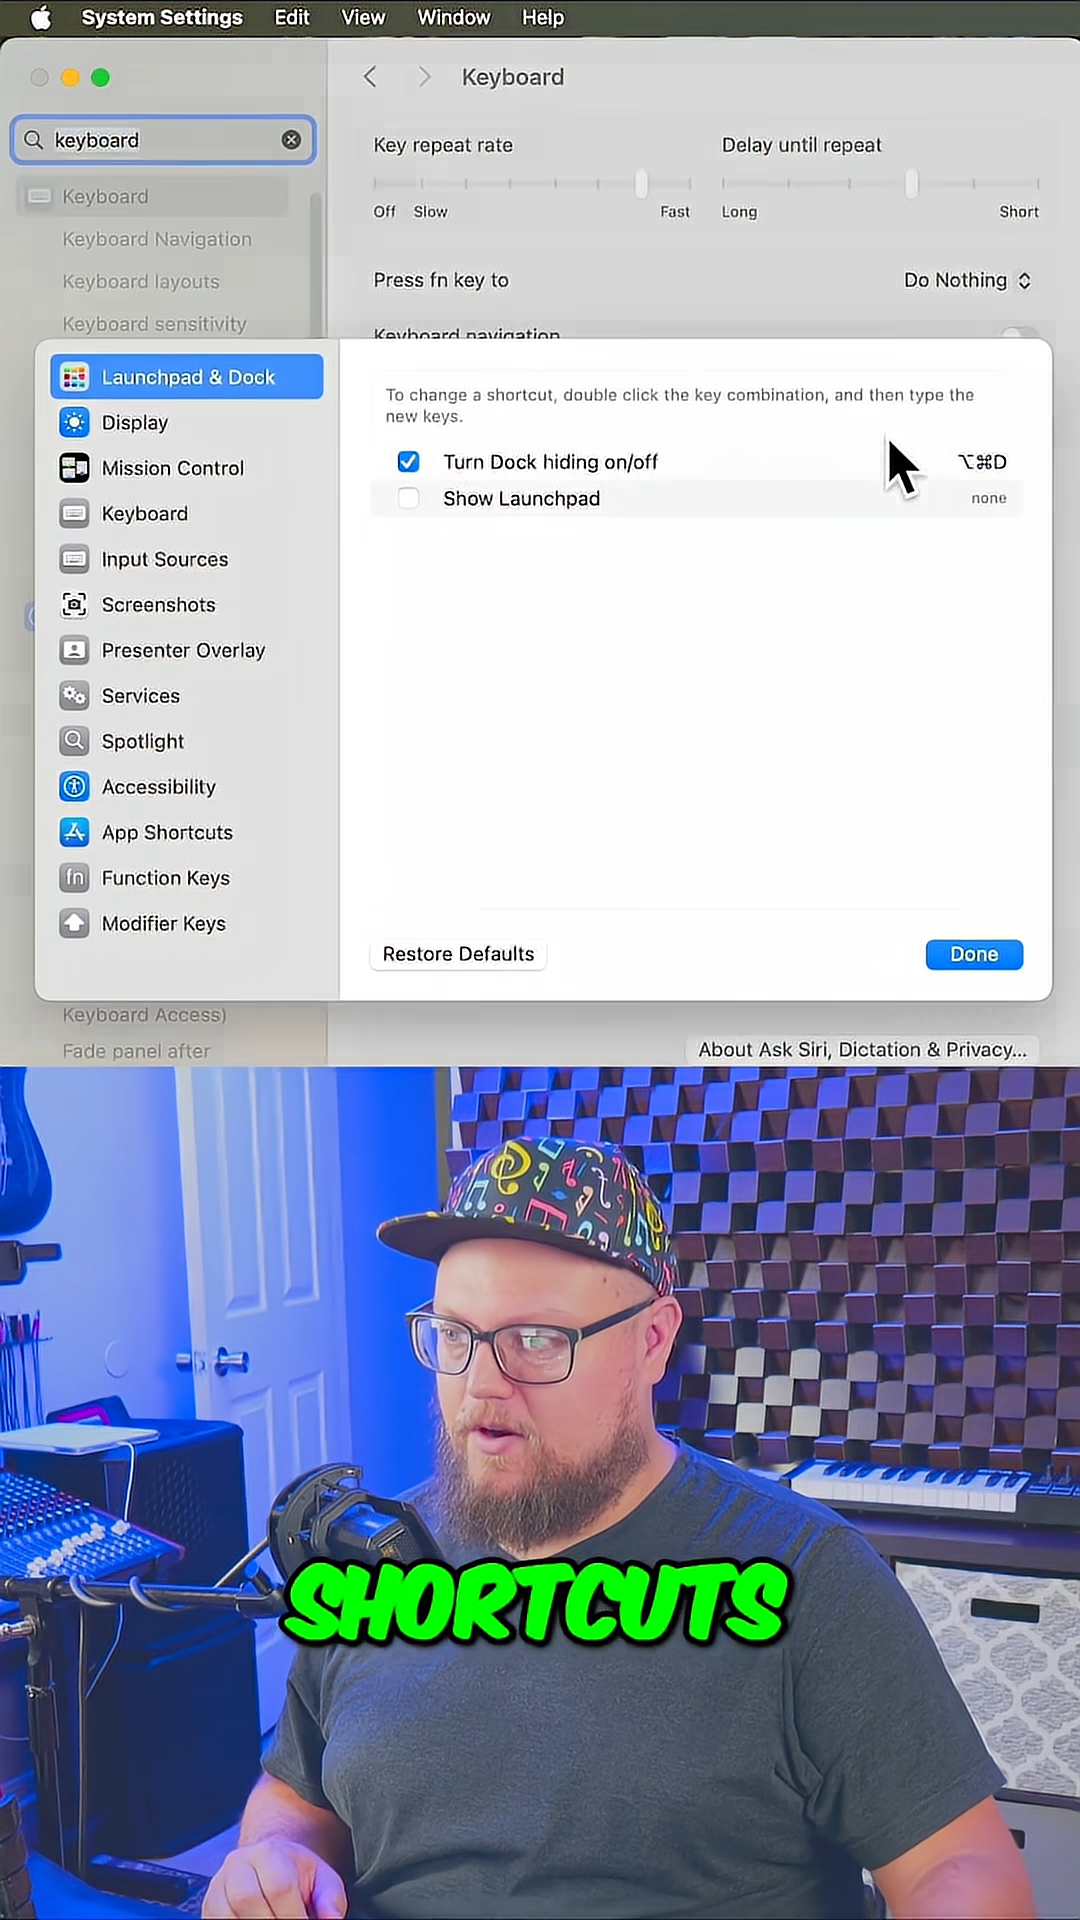 System Settings Edit View Window Help
Keyboard
keyboard
Key repeat rate
Delay until repeat
Keyboard
Off Slow Fast
Long Short
Keyboard Navigation
Keyboard layouts
Press fn key to
Do Nothing
Keyboard sensitivity
Keyboard navigation
Launchpad & Dock
Display
Mission Control
Keyboard
Input Sources
Screenshots
Presenter Overlay
Services
Spotlight
Accessibility
App Shortcuts
fn Function Keys
Modifier Keys
To change a shortcut, double click the key combination, and then type the
new keys.
Turn Dock hiding on/off ⌥⌘D
Show Launchpad none
Restore Defaults
Done
Keyboard Access)
Fade panel after
About Ask Siri, Dictation & Privacy...
SHORTCUTS